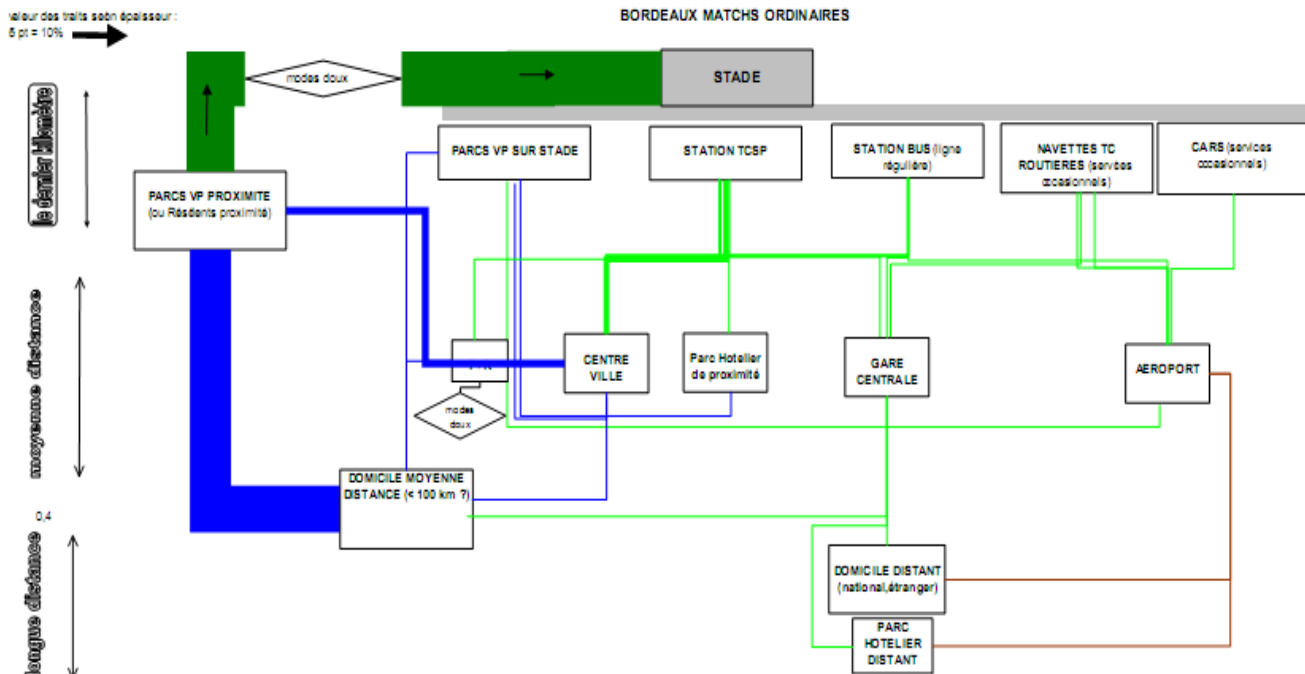 BORDEAUX MATCHS ORDINAIRES
valeur des traits selon épaisseur :
5 pt = 10%
modes doux
STADE
le dernier kilomètre
PARCS VP PROXIMITE
(ou Résidents proximité)
PARCS VP SUR STADE
STATION TCSP
STATION BUS (ligne
régulière)
NAVETTES TC
ROUTIERES (services
occasionnels)
CARS (services
occasionnels)
moyenne distance
CENTRE
VILLE
Parc Hotelier
de proximité
GARE
CENTRALE
AEROPORT
modes
doux
DOMICILE MOYENNE
DISTANCE (< 100 km ?)
0,4
longue distance
DOMICILE DISTANT
(national,étranger)
PARC
HOTELIER
DISTANT